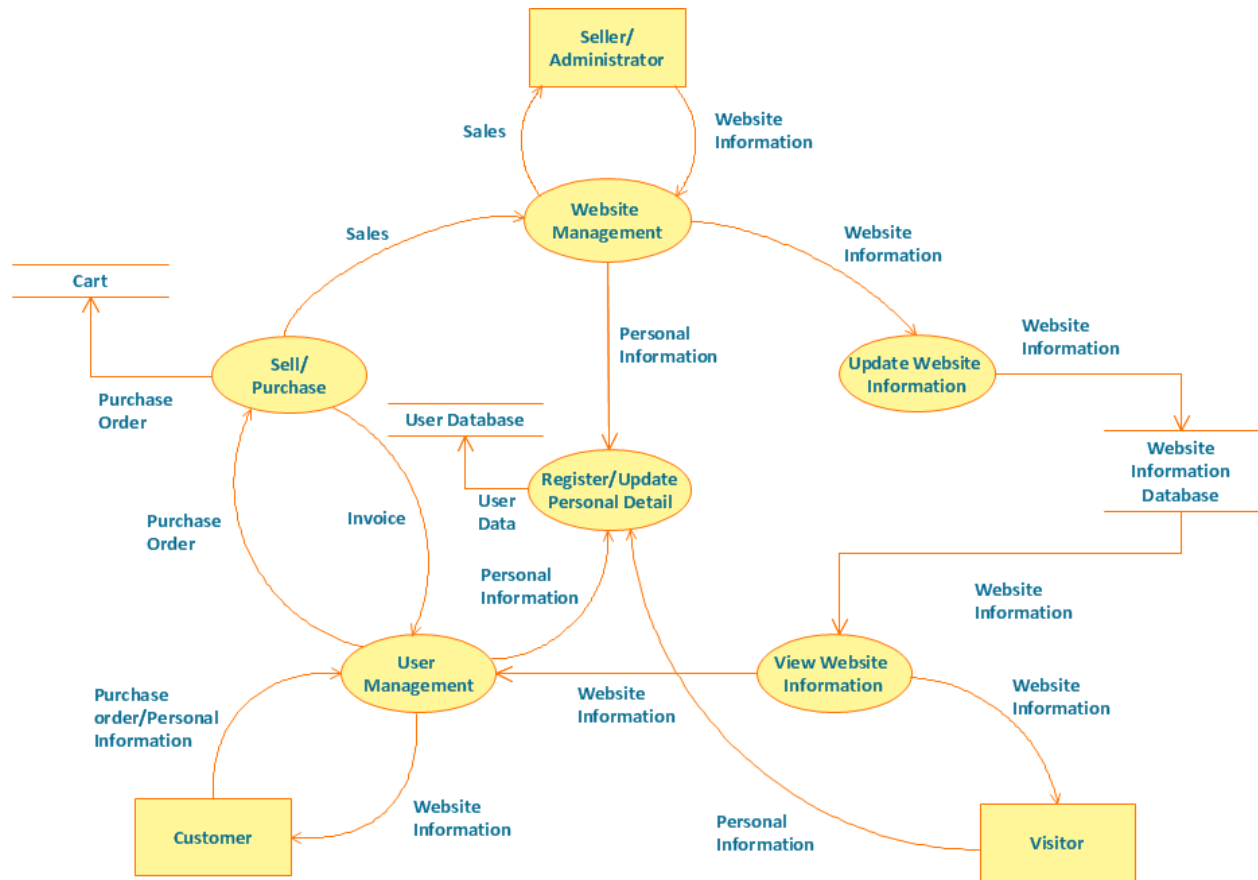 Seller/
Administrator
Sales
Website
Information
Website
Management
Sales
Website
Information
Cart
Personal
Information
Website
Information
Sell/
Purchase
Update Website
Information
Purchase
Order
User Database
Website
Information
Database
Register/Update
Personal Detail
User
Data
Purchase
Order
Invoice
Personal
Information
Website
Information
User
Management
View Website
Information
Purchase
order/Personal
Information
Website
Information
Website
Information
Website
Information
Personal
Information
Customer
Visitor